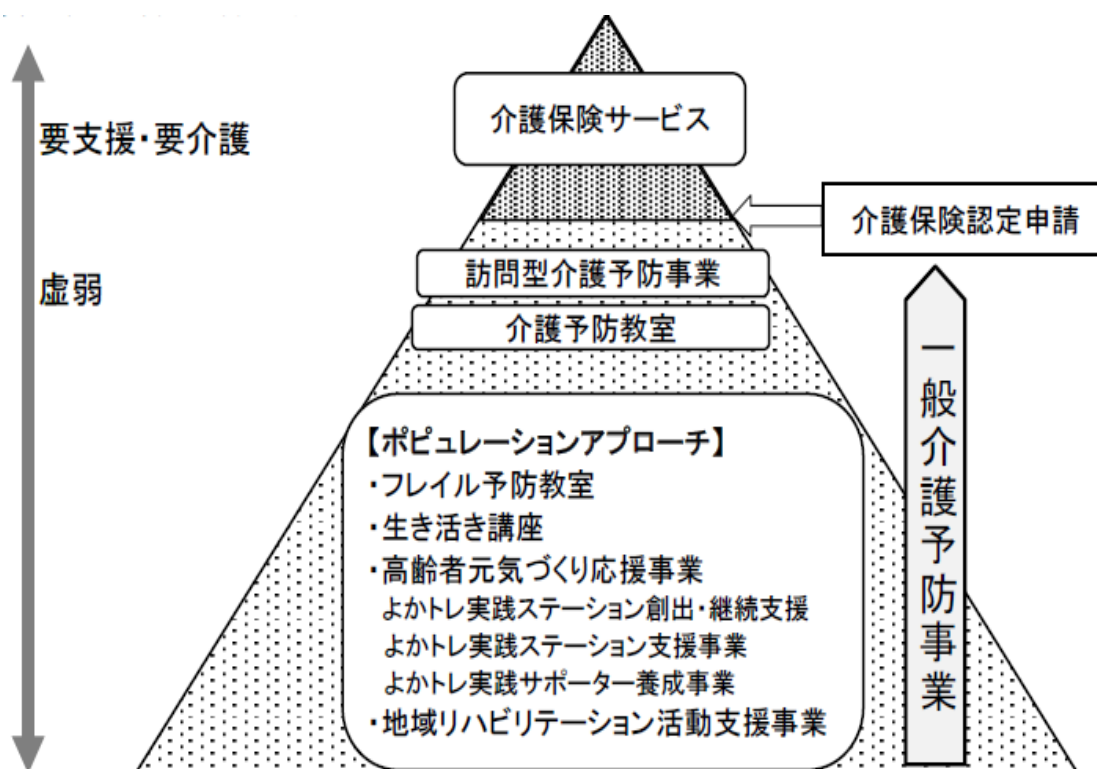 要支援・要介護
虚弱
介護保険サービス
介護保険認定申請
訪問型介護予防事業
介護予防教室
【ポピュレーションアプローチ】
・フレイル予防教室
・生き活き講座
・高齢者元気づくり応援事業
よかトレ実践ステーション創出・継続支援
よかトレ実践ステーション支援事業
よかトレ実践サポーター養成事業
・地域リハビリテーション活動支援事業
一般介護予防事業